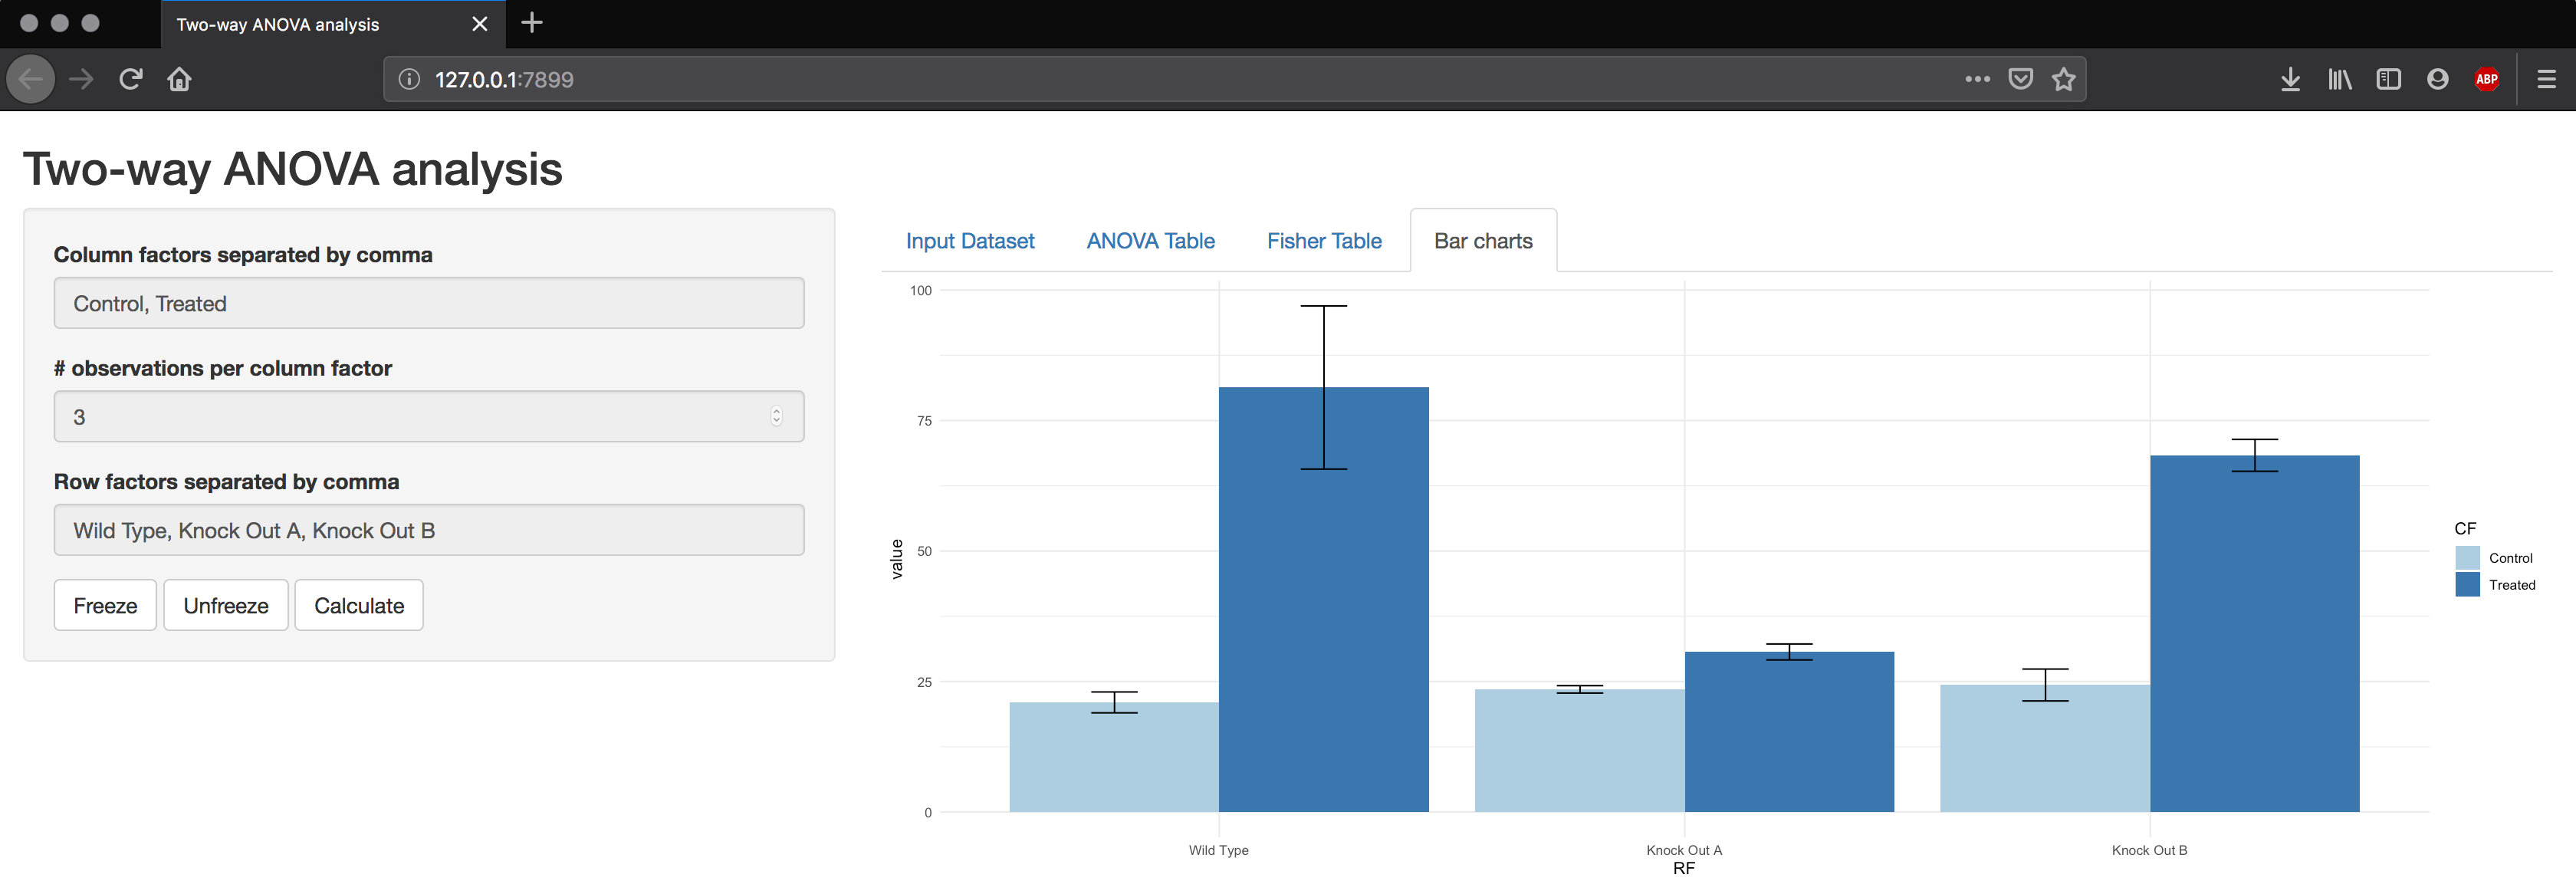 Two-way ANOVA analysis
127.0.0.1:7899
ABP
Two-way ANOVA analysis
Column factors separated by comma
Control, Treated
# observations per column factor
3
Row factors separated by comma
Wild Type, Knock Out A, Knock Out B
Freeze Unfreeze Calculate
Input Dataset ANOVA Table Fisher Table Bar charts
100
75
50
25
0
value
Wild Type Knock Out A Knock Out B
RF
CF
Control
Treated